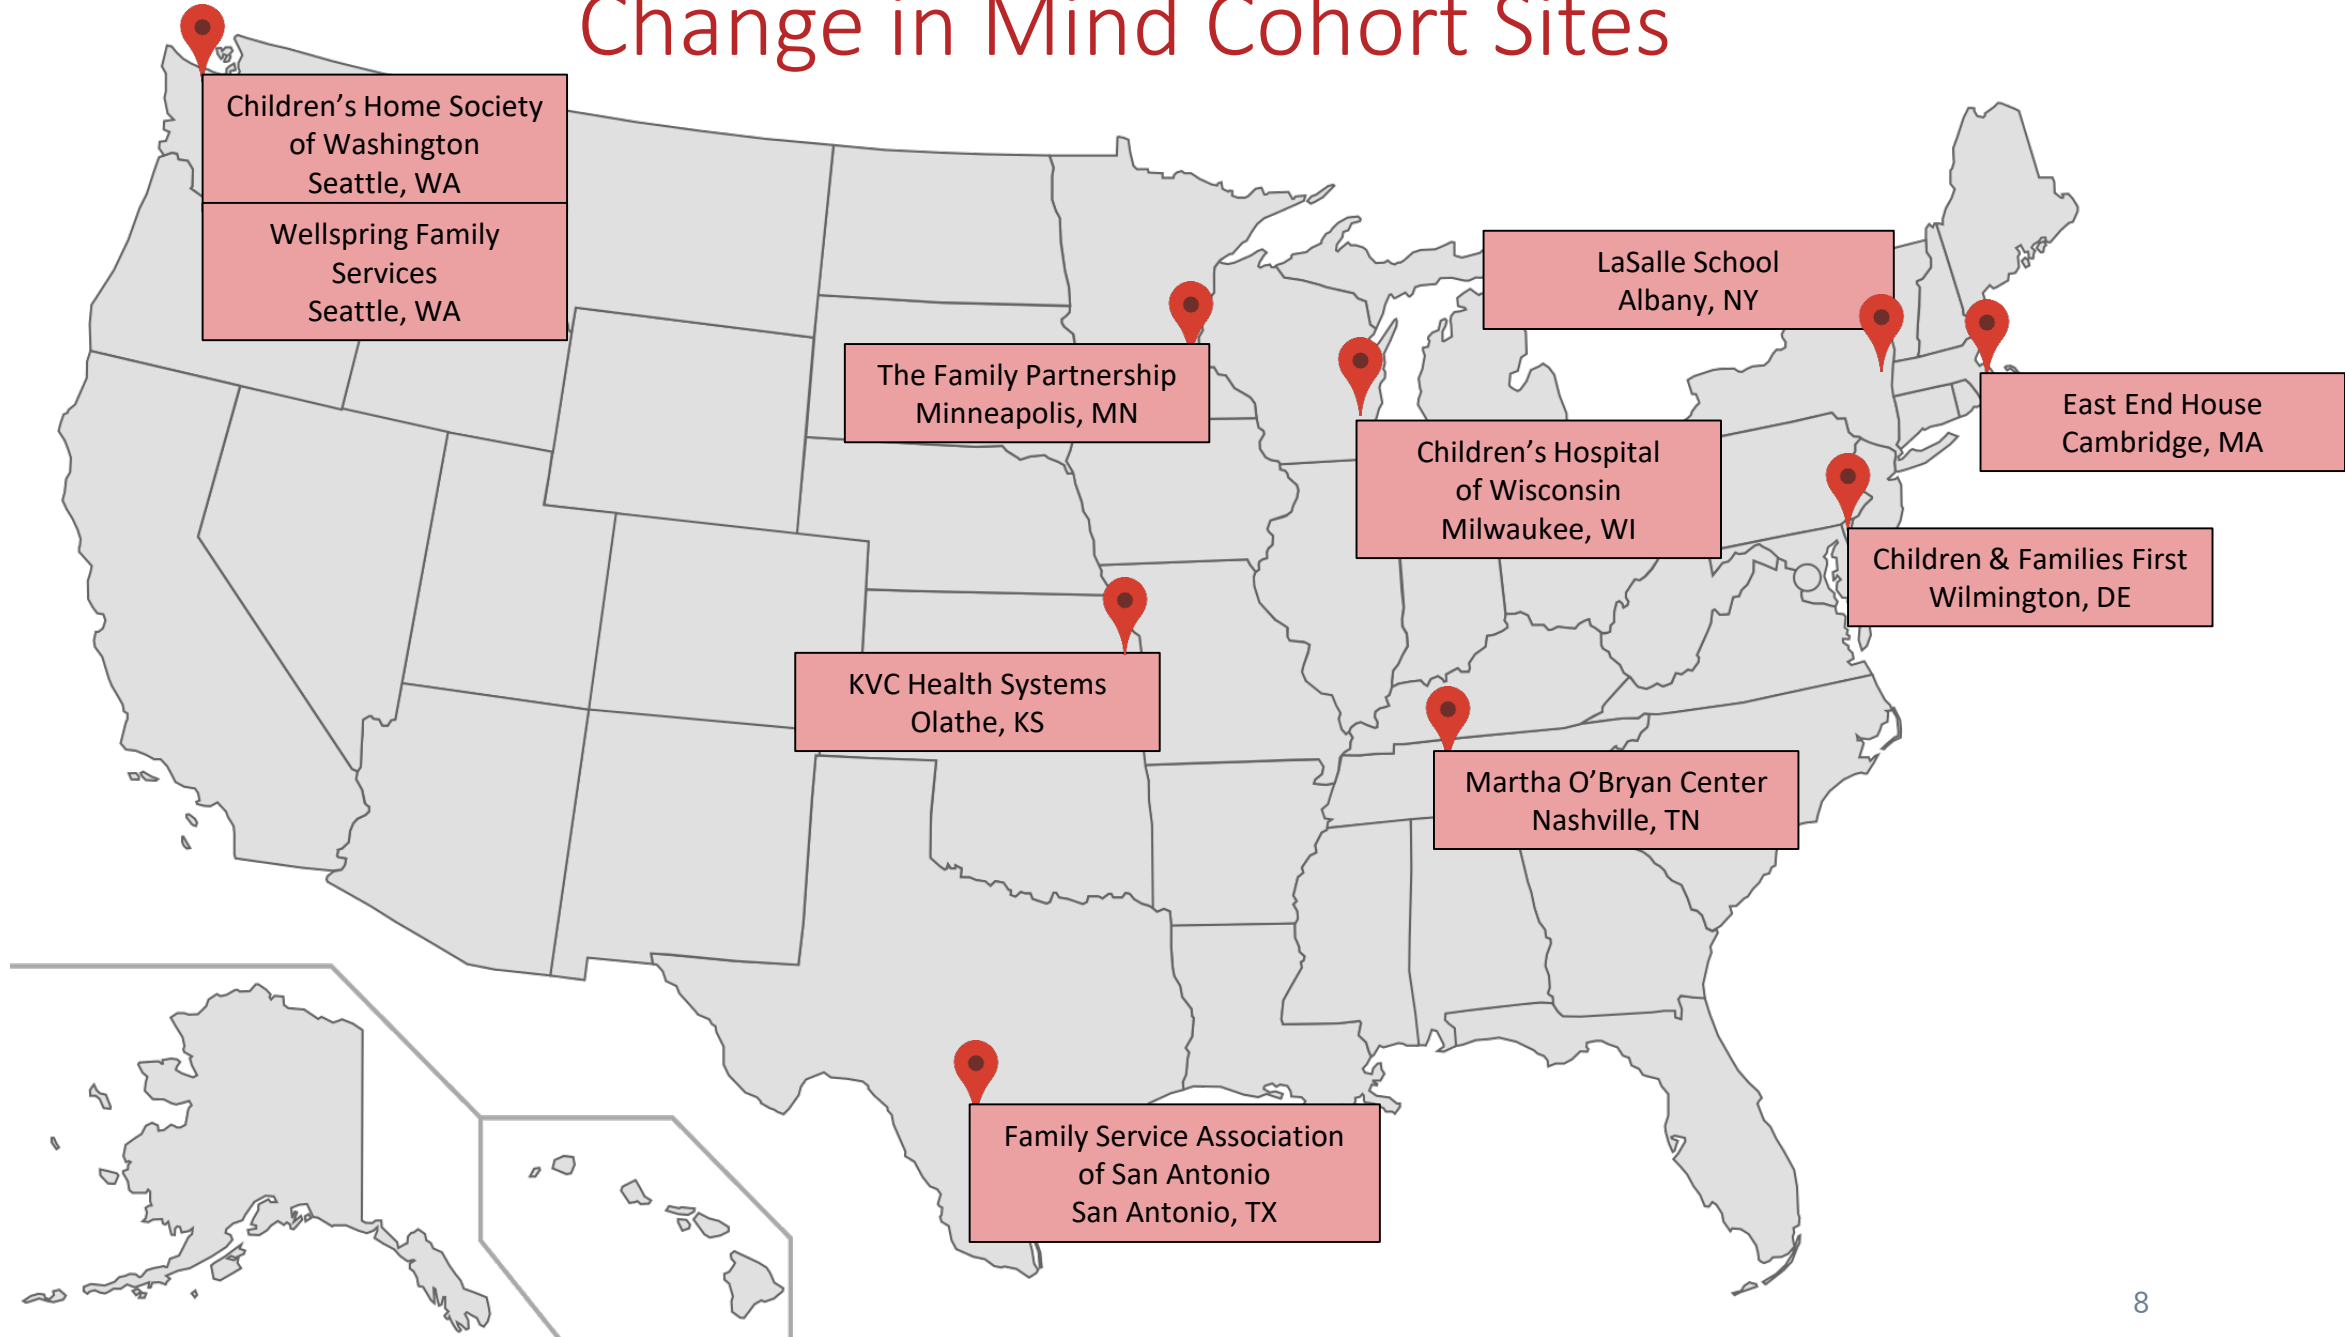 Change in Mind Cohort Sites
Children’s Home Society
of Washington
Seattle, WA
Wellspring Family
Services
Seattle, WA
LaSalle School
Albany, NY
The Family Partnership
Minneapolis, MN
East End House
Cambridge, MA
Children’s Hospital
of Wisconsin
Milwaukee, WI
Children & Families First
Wilmington, DE
KVC Health Systems
Olathe, KS
Martha O’Bryan Center
Nashville, TN
Family Service Association
of San Antonio
San Antonio, TX
8